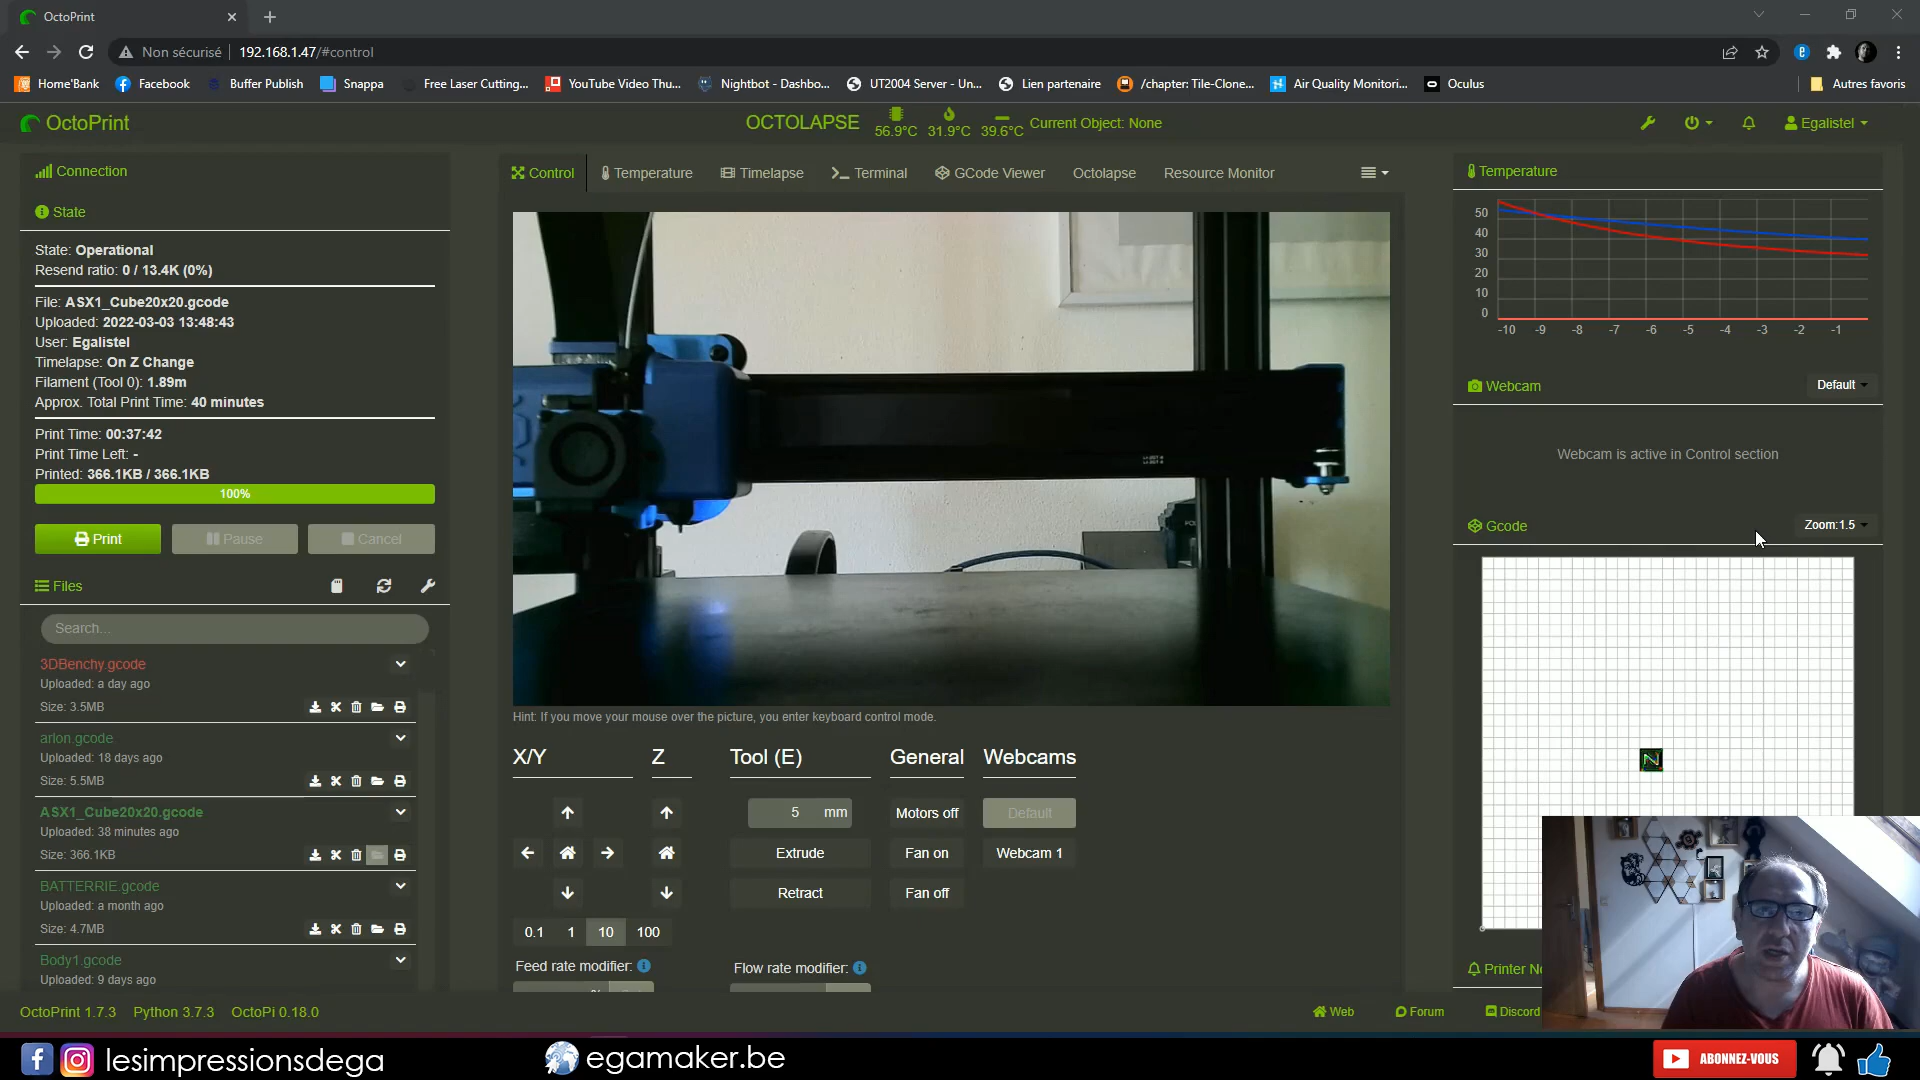 OctoPrint
Non sécurisé 192.168.1.47/#control
Home'Bank Facebook Buffer Publish Snappa Free Laser Cutting... YouTube Video Thu... Nightbot - Dashbo... UT2004 Server - Un... Lien partenaire /chapter: Tile-Clone... Air Quality Monitori... Oculus Autres favoris
OctoPrint OCTOLAPSE 56.9°C 31.9°C 39.6°C Current Object: None Egalistel
Connection
State
State: Operational
Resend ratio: 0 / 13.4K (0%)
File: ASX1_Cube20x20.gcode
Uploaded: 2022-03-03 13:48:43
User: Egalistel
Timelapse: On Z Change
Filament (Tool 0): 1.89m
Approx. Total Print Time: 40 minutes
Print Time: 00:37:42
Print Time Left: -
Printed: 366.1KB / 366.1KB
100%
Print Pause Cancel
Files
Search...
3DBenchy.gcode
Uploaded: a day ago
Size: 3.5MB
arlon.gcode
Uploaded: 18 days ago
Size: 5.5MB
ASX1_Cube20x20.gcode
Uploaded: 38 minutes ago
Size: 366.1KB
BATTERRIE.gcode
Uploaded: a month ago
Size: 4.7MB
Body1.gcode
Uploaded: 9 days ago
Control Temperature Timelapse Terminal GCode Viewer Octolapse Resource Monitor
Hint: If you move your mouse over the picture, you enter keyboard control mode.
X/Y Z Tool (E) General Webcams
5 mm Motors off Default
Extrude Fan on Webcam 1
Retract Fan off
0.1 1 10 100
Feed rate modifier: Flow rate modifier:
Temperature
50
40
30
20
10
0
-10 -9 -8 -7 -6 -5 -4 -3 -2 -1
Webcam Default
Webcam is active in Control section
Gcode Zoom:1.5
Printer No
OctoPrint 1.7.3 Python 3.7.3 OctoPi 0.18.0 Web Forum Discord
lesimpressionsdega egamaker.be ABONNEZ-VOUS